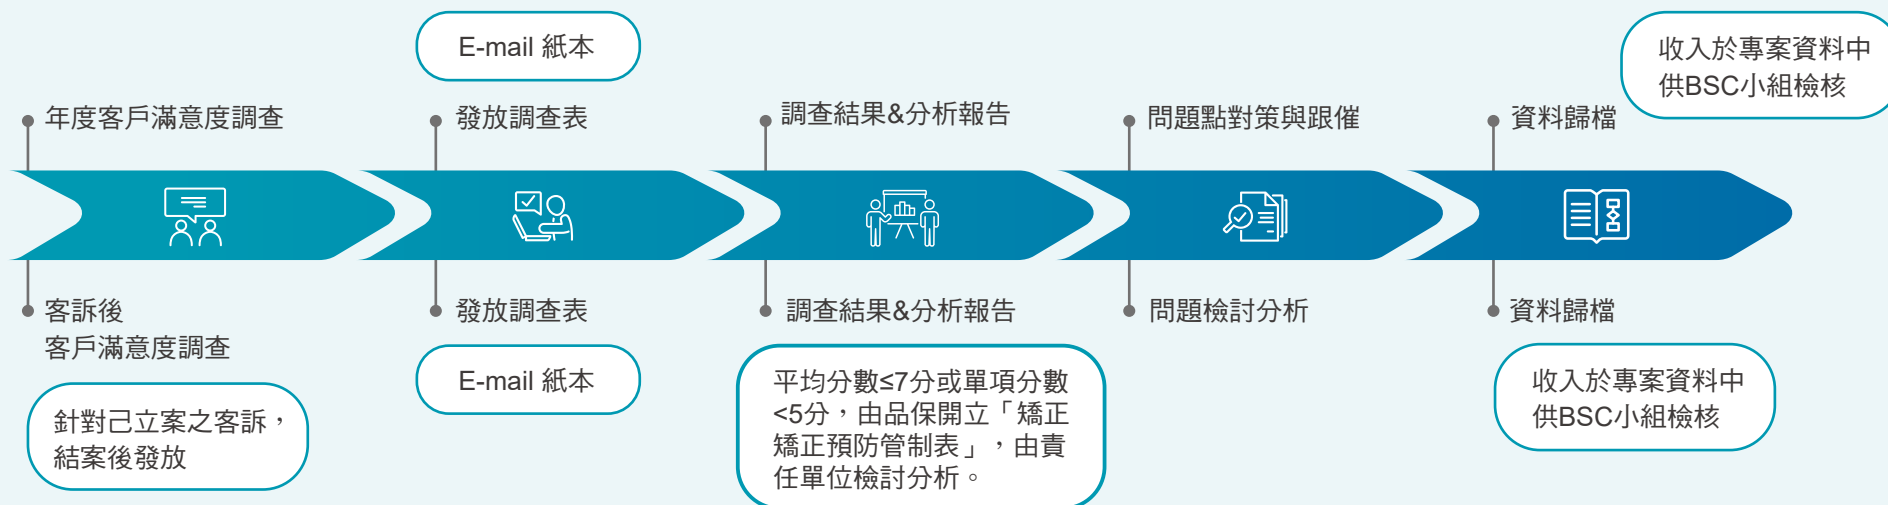 E-mail 紙本
收入於專案資料中
供BSC小組檢核
年度客戶滿意度調查
發放調查表
調查結果&分析報告
問題點對策與跟催
資料歸檔
客訴後
客戶滿意度調查
發放調查表
調查結果&分析報告
問題檢討分析
資料歸檔
針對己立案之客訴，
結案後發放
E-mail 紙本
平均分數≤7分或單項分數
<5分，由品保開立「矯正
矯正預防管制表」，由責
任單位檢討分析。
收入於專案資料中
供BSC小組檢核